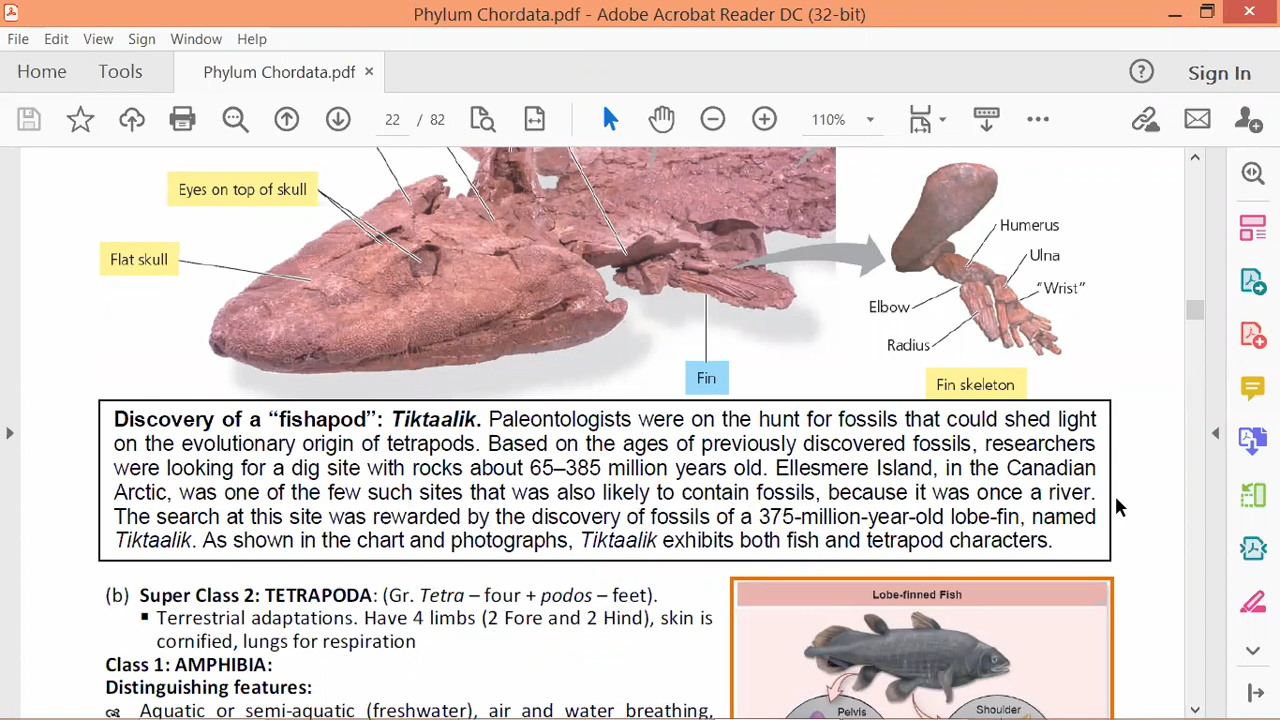 Phylum Chordata.pdf - Adobe Acrobat Reader DC (32-bit)
File Edit View Sign Window Help
Home Tools Phylum Chordata.pdf × Sign In
22 / 82 110%
Eyes on top of skull
Flat skull
Humerus
Ulna
"Wrist"
Elbow
Radius
Fin
Fin skeleton
Discovery of a “fishapod”: Tiktaalik. Paleontologists were on the hunt for fossils that could shed light
on the evolutionary origin of tetrapods. Based on the ages of previously discovered fossils, researchers
were looking for a dig site with rocks about 65–385 million years old. Ellesmere Island, in the Canadian
Arctic, was one of the few such sites that was also likely to contain fossils, because it was once a river.
The search at this site was rewarded by the discovery of fossils of a 375-million-year-old lobe-fin, named
Tiktaalik. As shown in the chart and photographs, Tiktaalik exhibits both fish and tetrapod characters.
(b) Super Class 2: TETRAPODA: (Gr. Tetra – four + podos – feet).
▪ Terrestrial adaptations. Have 4 limbs (2 Fore and 2 Hind), skin is
cornified, lungs for respiration
Class 1: AMPHIBIA:
Distinguishing features:
Aquatic or semi-aquatic (freshwater), air and water breathing,
Lobe-finned Fish
Pelvis
Shoulder